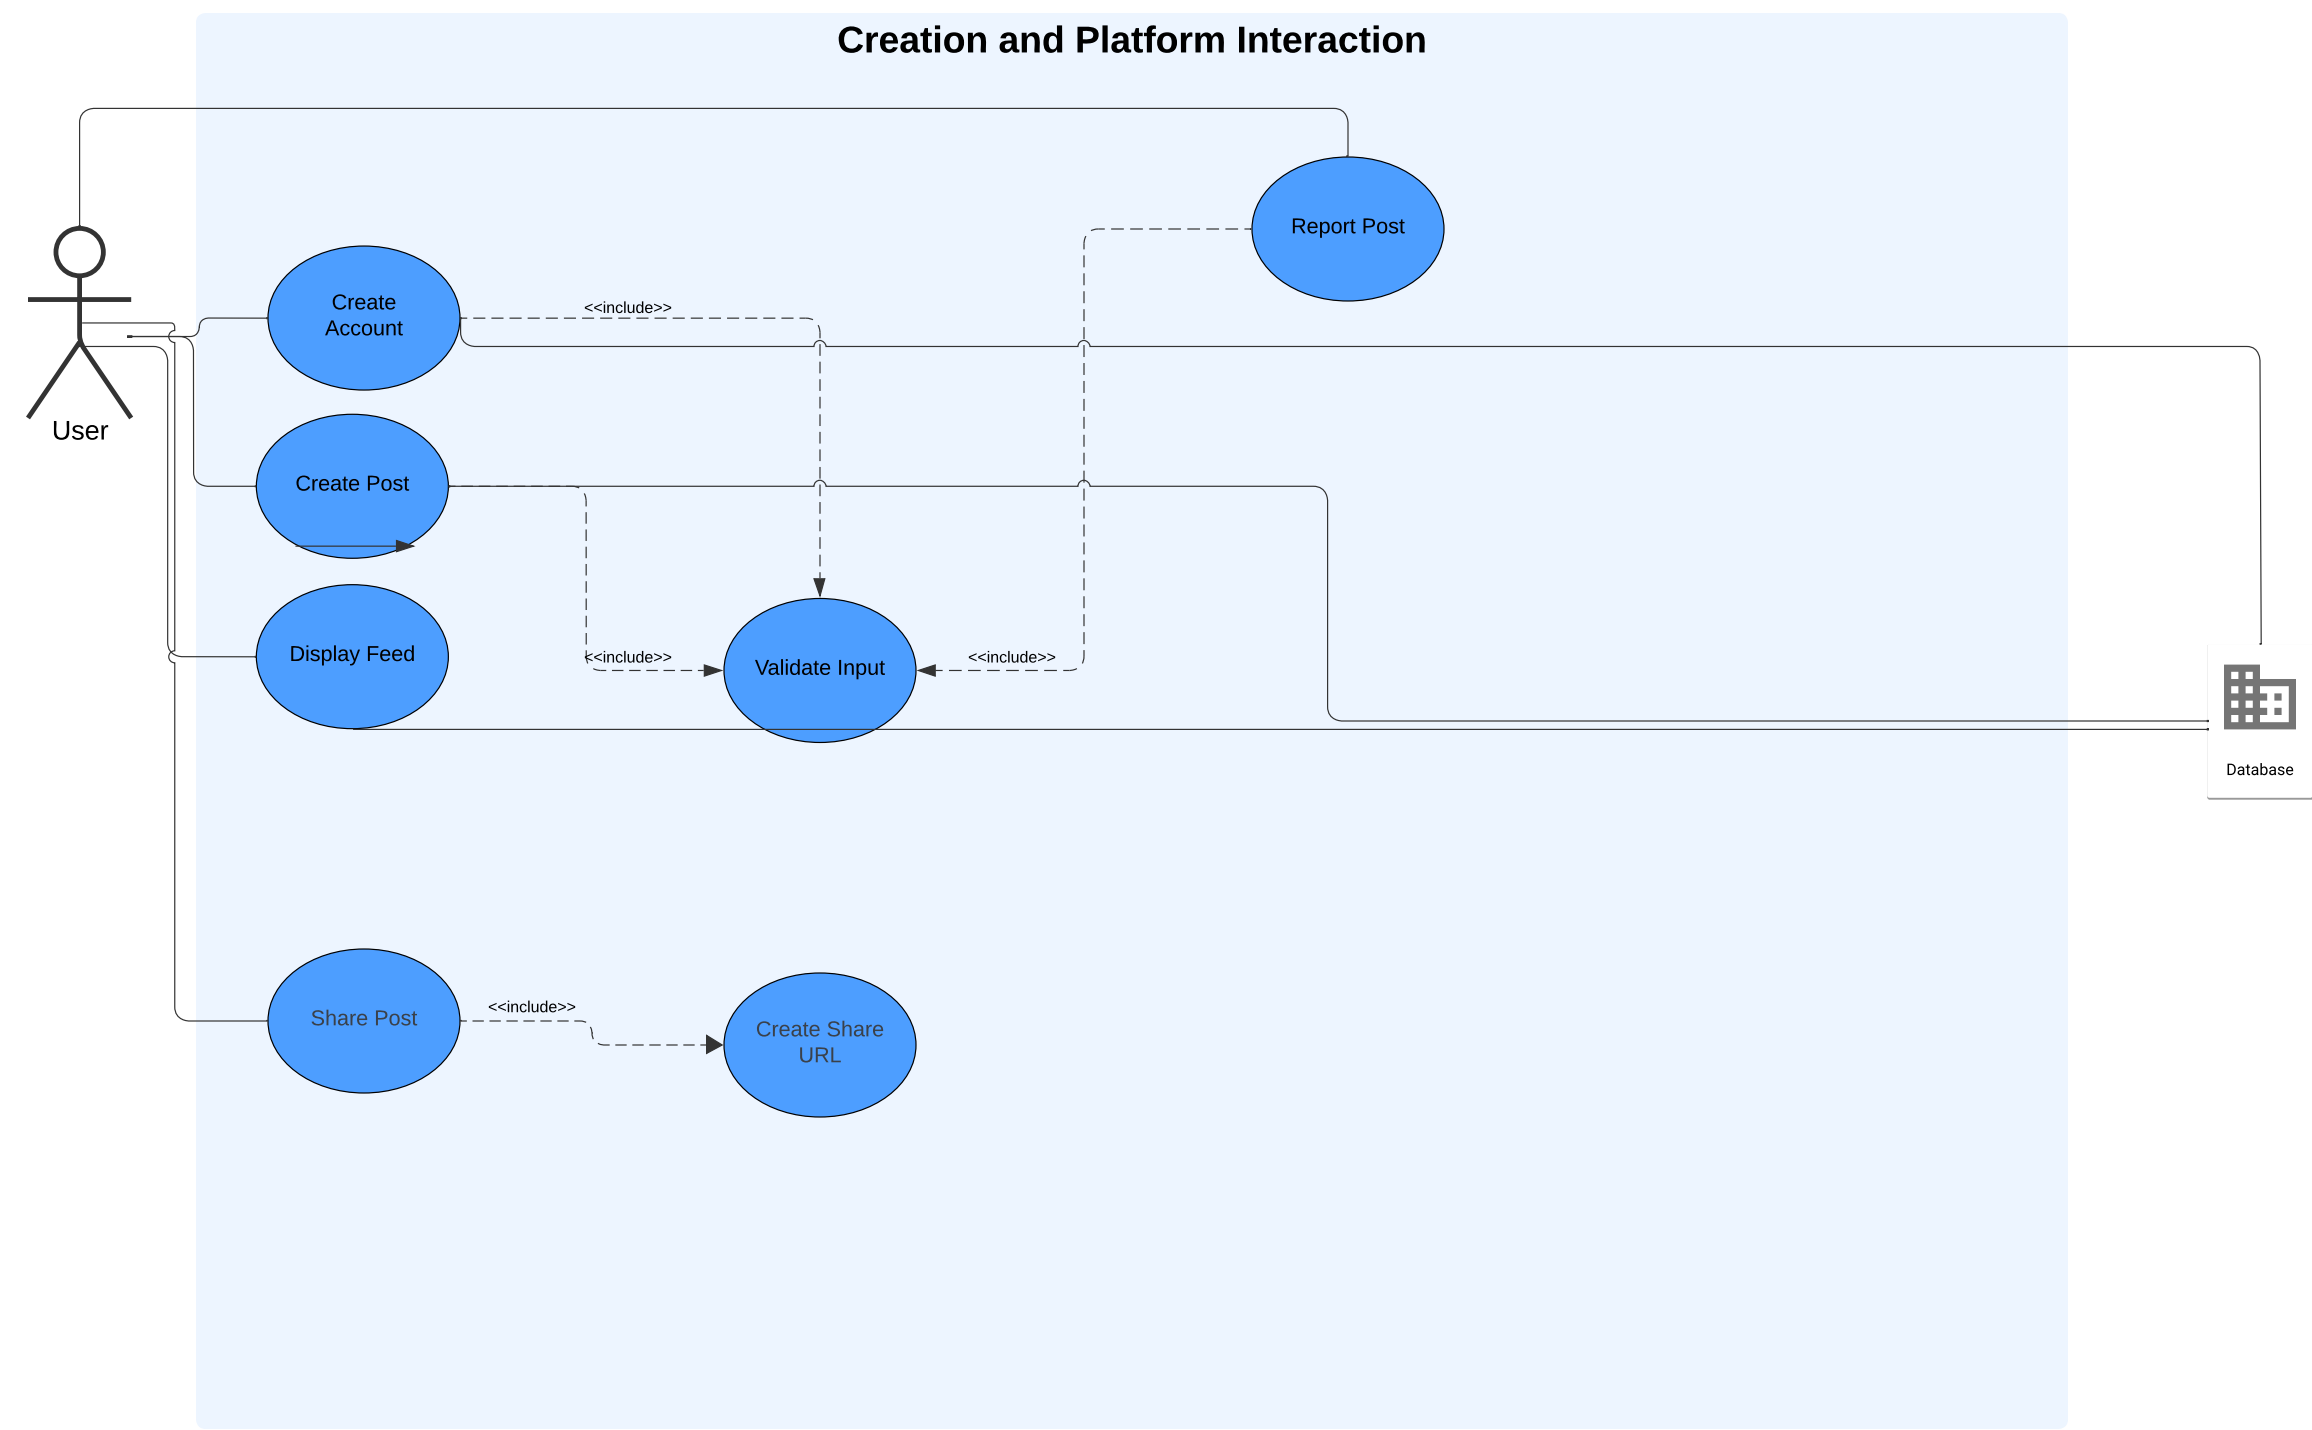 Creation and Platform Interaction
Report Post
Create
Account
<<include>>
User
Create Post
Display Feed
<<include>>
Validate Input
<<include>>
Database
Share Post
<<include>>
Create Share
URL